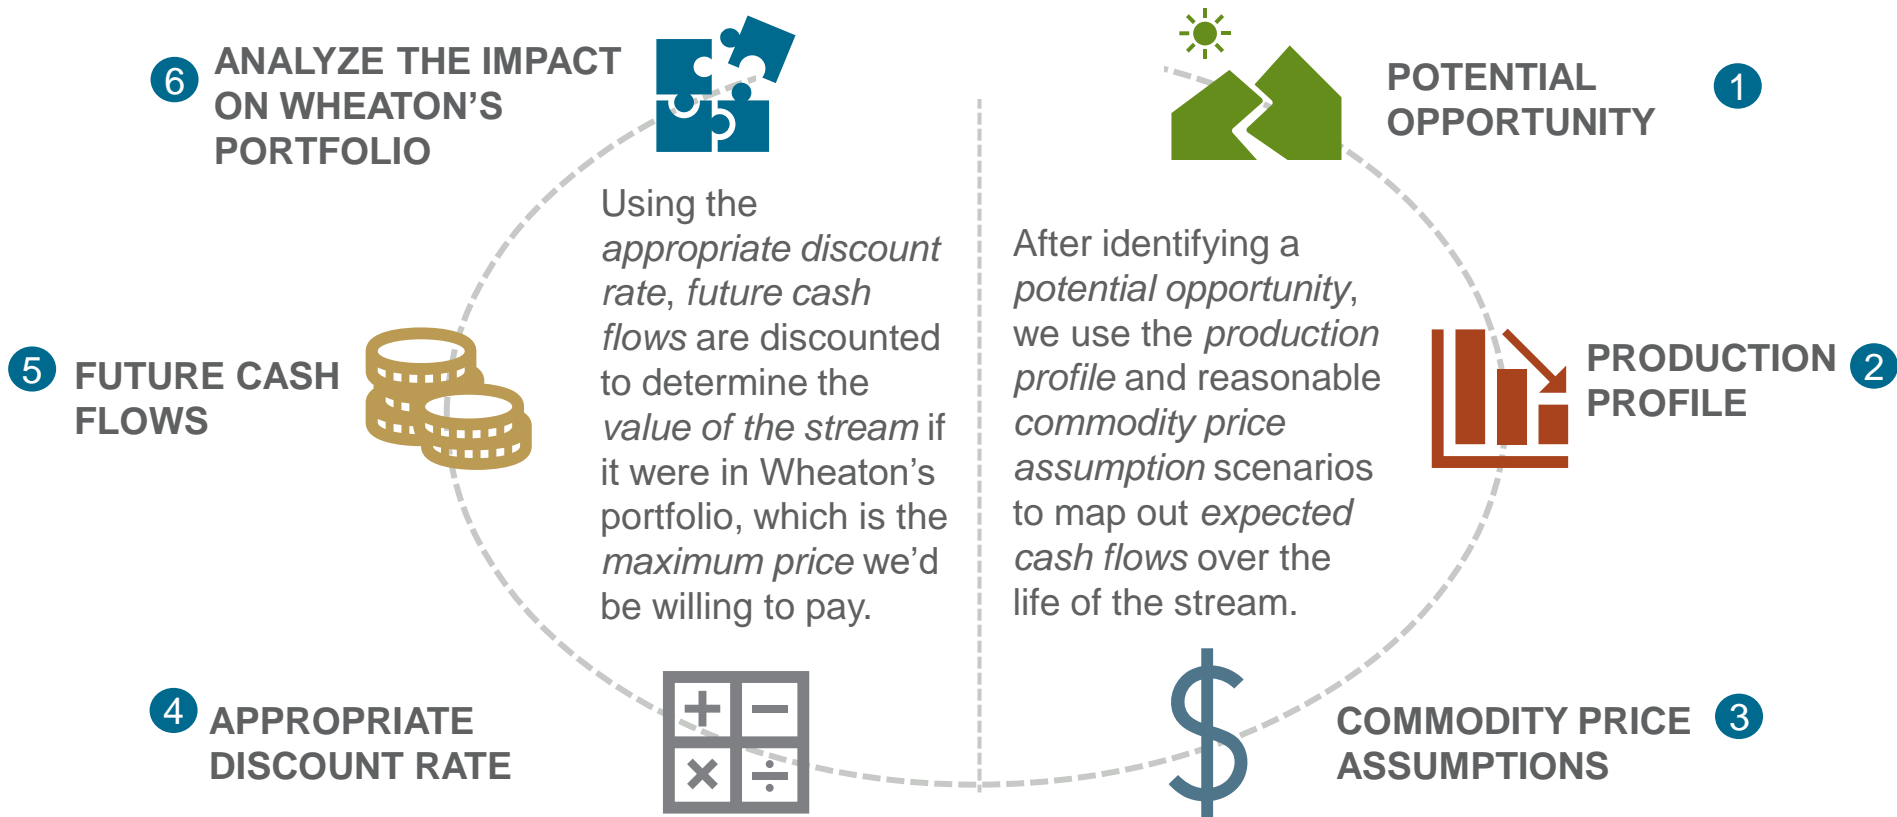 1
POTENTIAL
OPPORTUNITY
2
PRODUCTION
PROFILE
3
COMMODITY PRICE
ASSUMPTIONS
4
APPROPRIATE
DISCOUNT RATE
5
FUTURE CASH
FLOWS
6
ANALYZE THE IMPACT
ON WHEATON’S
PORTFOLIO
Using the
appropriate discount
rate, future cash
flows are discounted
to determine the
value of the stream if
it were in Wheaton’s
portfolio, which is the
maximum price we’d
be willing to pay.
After identifying a
potential opportunity,
we use the production
profile and reasonable
commodity price
assumption scenarios
to map out expected
cash flows over the
life of the stream.